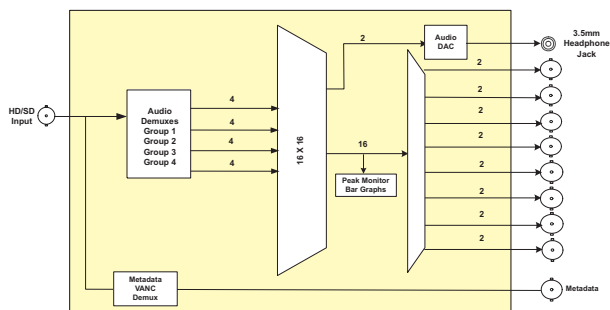 HD/SD
Input
Audio
Demuxes
Group 1
Group 2
Group 3
Group 4
4
4
4
4
16 X 16
2
Audio
DAC
3.5mm
Headphone
Jack
16
Peak Monitor
Bar Graphs
2
2
2
2
2
2
2
2
Metadata
VANC
Demux
Metadata